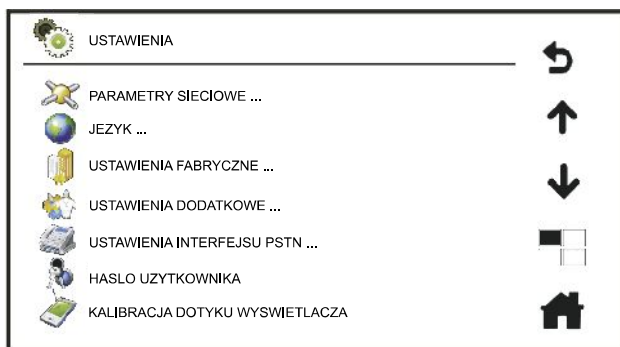 USTAWIENIA
PARAMETRY SIECIOWE ...
JEZYK ...
USTAWIENIA FABRYCZNE ...
USTAWIENIA DODATKOWE ...
USTAWIENIA INTERFEJSU PSTN ...
HASLO UZYTKOWNIKA
KALIBRACJA DOTYKU WYSWIETLACZA